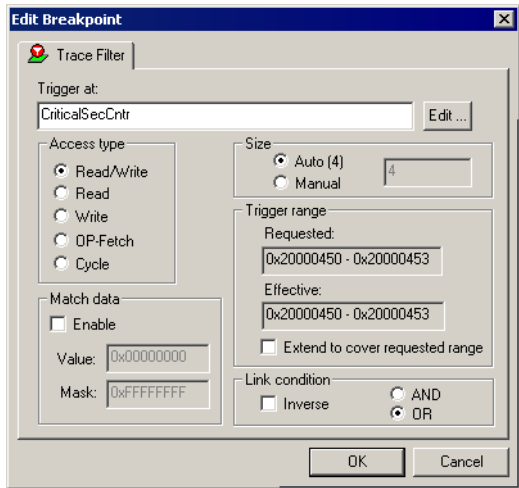 Edit Breakpoint
Trace Filter
Trigger at:
CriticalSecCntr
Edit ...
Access type
Read/Write
Read
Write
OP-Fetch
Cycle
Size
Auto (4)
4
Manual
Trigger range
Requested:
0x20000450 - 0x20000453
Effective:
0x20000450 - 0x20000453
Extend to cover requested range
Match data
Enable
Value: 0x00000000
Mask: 0xFFFFFFFF
Link condition
Inverse
AND
OR
OK
Cancel